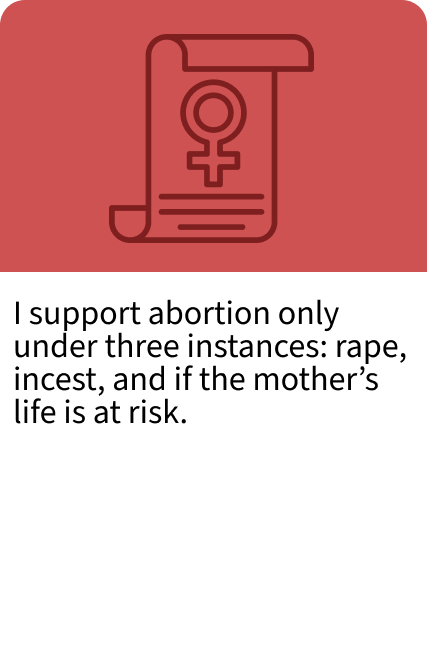 I support abortion only
under three instances: rape,
incest, and if the mother’s
life is at risk.